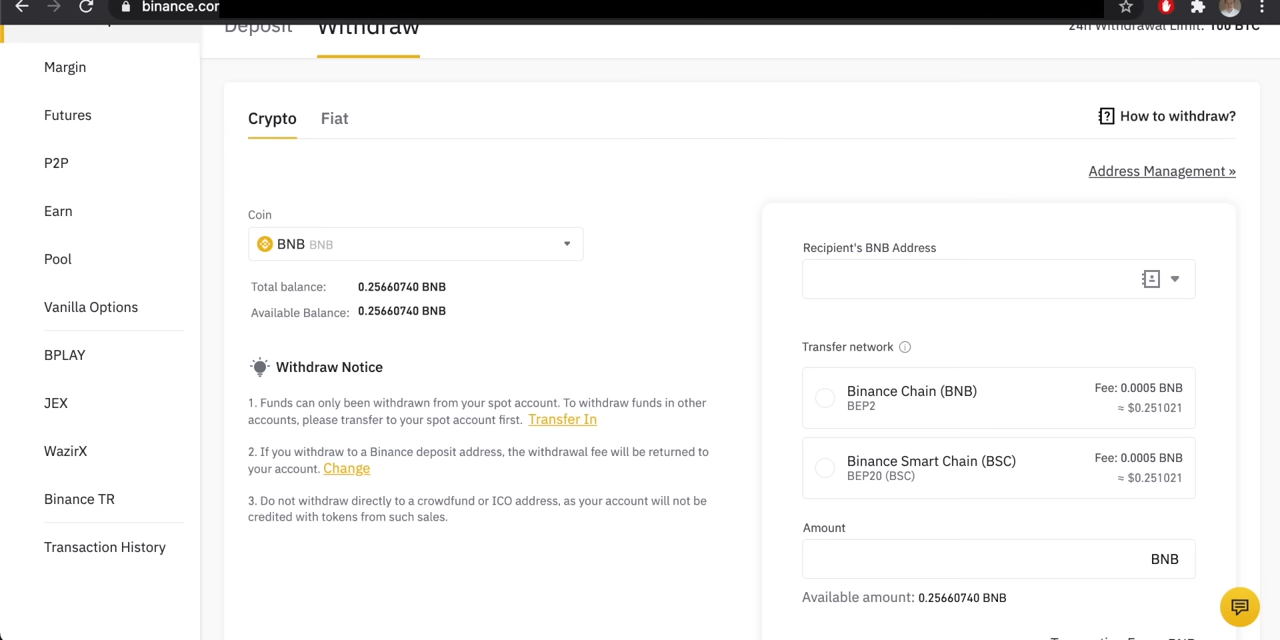 binance.cor
Deposit
Withdraw
24h Withdrawal Limit: 100 BTC
Margin
Futures
P2P
Earn
Pool
Vanilla Options
BPLAY
JEX
WazirX
Binance TR
Transaction History
Crypto
Fiat
How to withdraw?
Address Management »
Coin
BNB BNB
Total balance: 0.25660740 BNB
Available Balance: 0.25660740 BNB
Withdraw Notice
1. Funds can only been withdrawn from your spot account. To withdraw funds in other
accounts, please transfer to your spot account first. Transfer In
2. If you withdraw to a Binance deposit address, the withdrawal fee will be returned to
your account. Change
3. Do not withdraw directly to a crowdfund or ICO address, as your account will not be
credited with tokens from such sales.
Recipient's BNB Address
Transfer network
Binance Chain (BNB)
BEP2
Fee: 0.0005 BNB
≈ $0.251021
Binance Smart Chain (BSC)
BEP20 (BSC)
Fee: 0.0005 BNB
≈ $0.251021
Amount
BNB
Available amount: 0.25660740 BNB